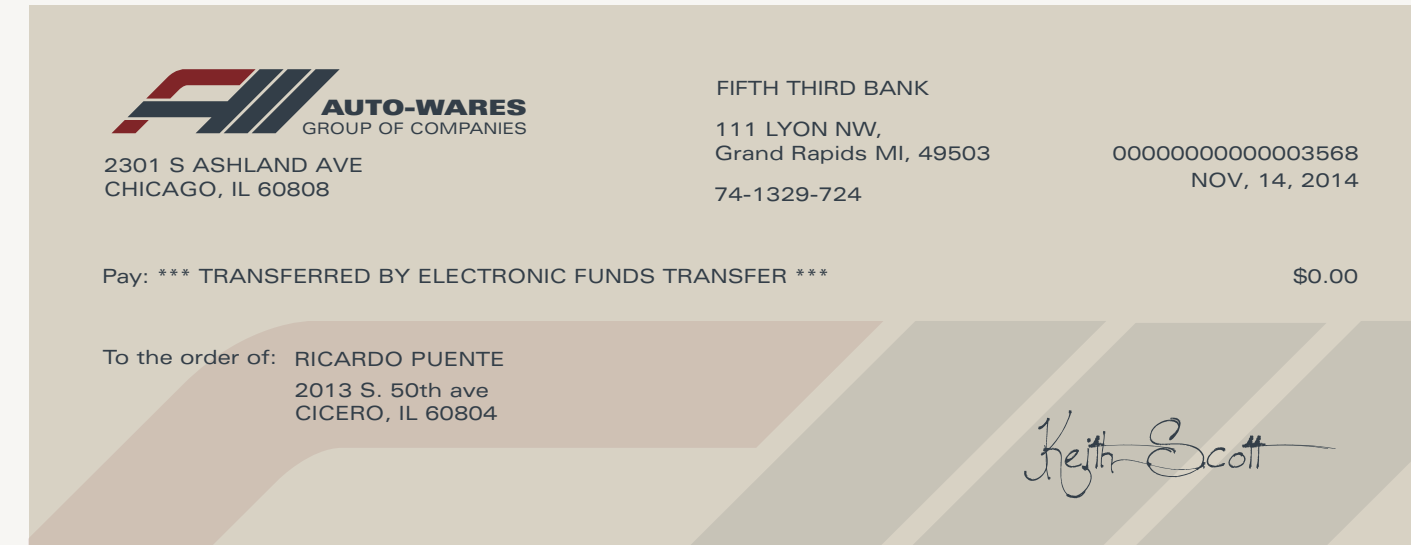 AUTO-WARES
GROUP OF COMPANIES
2301 S ASHLAND AVE
CHICAGO, IL 60808
FIFTH THIRD BANK
111 LYON NW,
Grand Rapids MI, 49503
74-1329-724
00000000000003568
NOV, 14, 2014
Pay: *** TRANSFERRED BY ELECTRONIC FUNDS TRANSFER ***
$0.00
To the order of: RICARDO PUENTE
2013 S. 50th ave
CICERO, IL 60804
Keith Scott